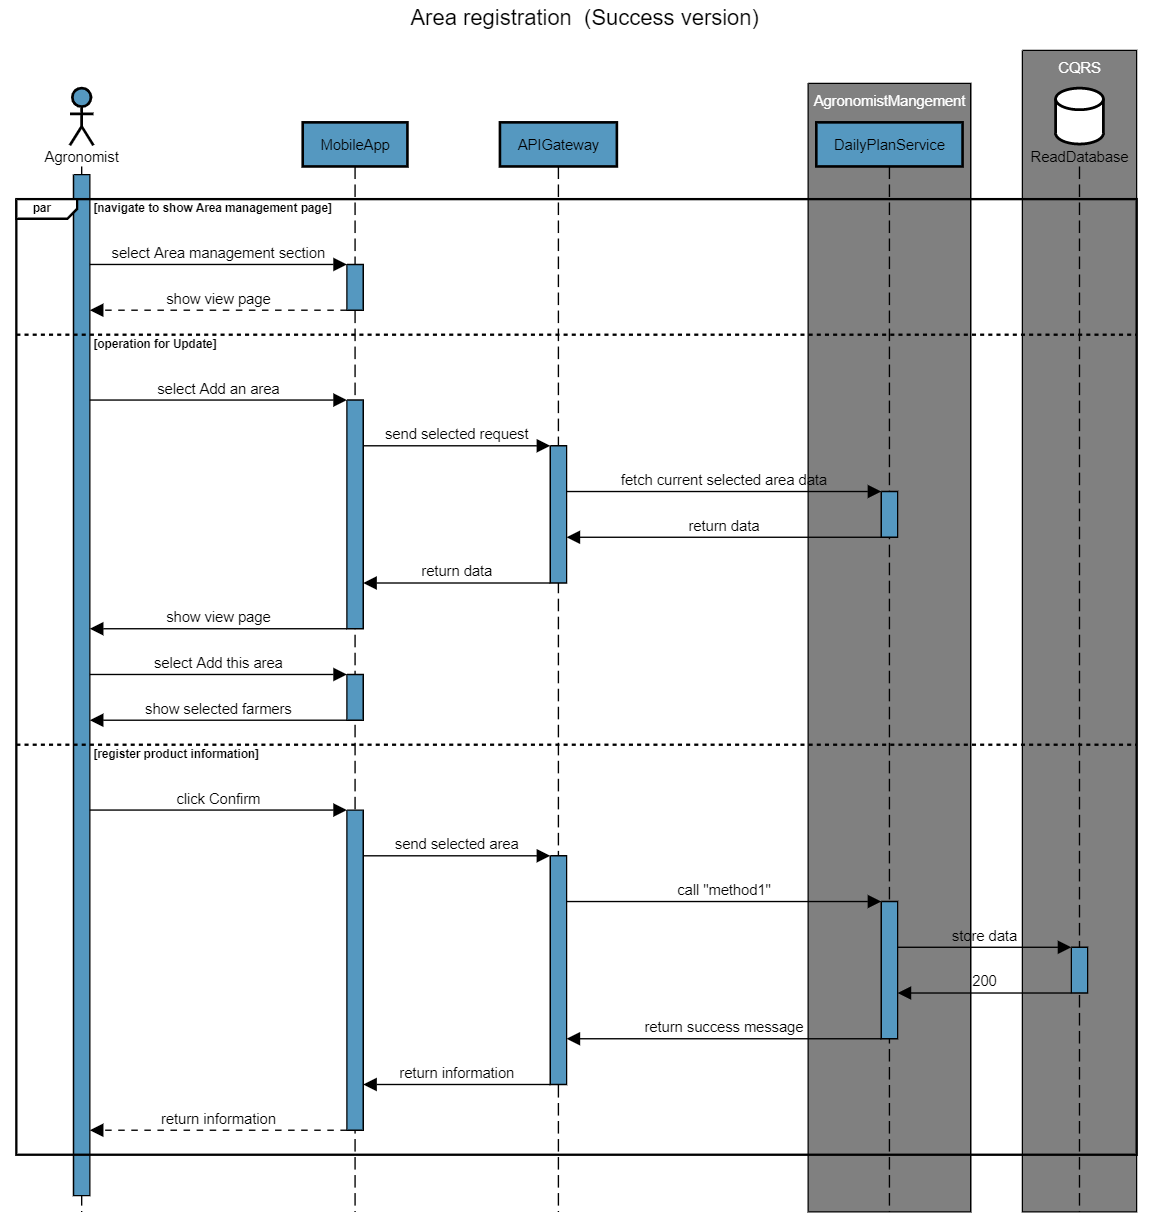 Area registration  (Success version)
CQRS
AgronomistMangement
MobileApp
APIGateway
DailyPlanService
Agronomist
ReadDatabase
par
[navigate to show Area management page]
select Area management section
show view page
[operation for Update]
select Add an area
send selected request
fetch current selected area data
return data
return data
show view page
select Add this area
show selected farmers
[register product information]
click Confirm
send selected area
call "method1"
store data
200
return success message
return information
return information